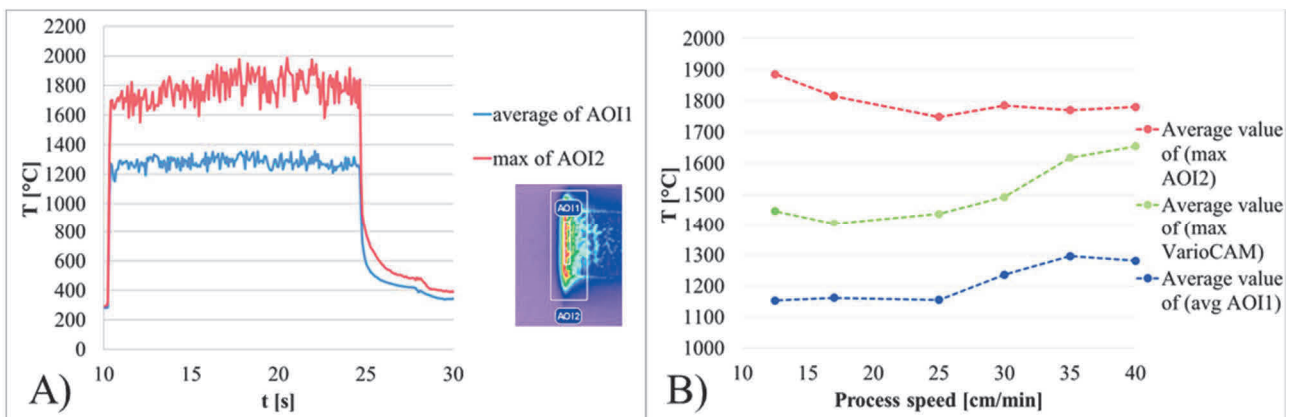 2200
2000
1800
1600
1400
1200
1000
800
600
400
200
0
T [°C]
10 15 20 25 30
t [s]
average of AOI1
max of AOI2
AOI1
AOI2
A)
2000
1900
1800
1700
1600
1500
1400
1300
1200
1100
1000
T [°C]
10 15 20 25 30 35 40
Process speed [cm/min]
Average value
of (max
AOI2)
Average value
of (max
VarioCAM)
Average value
of (avg AOI1)
B)